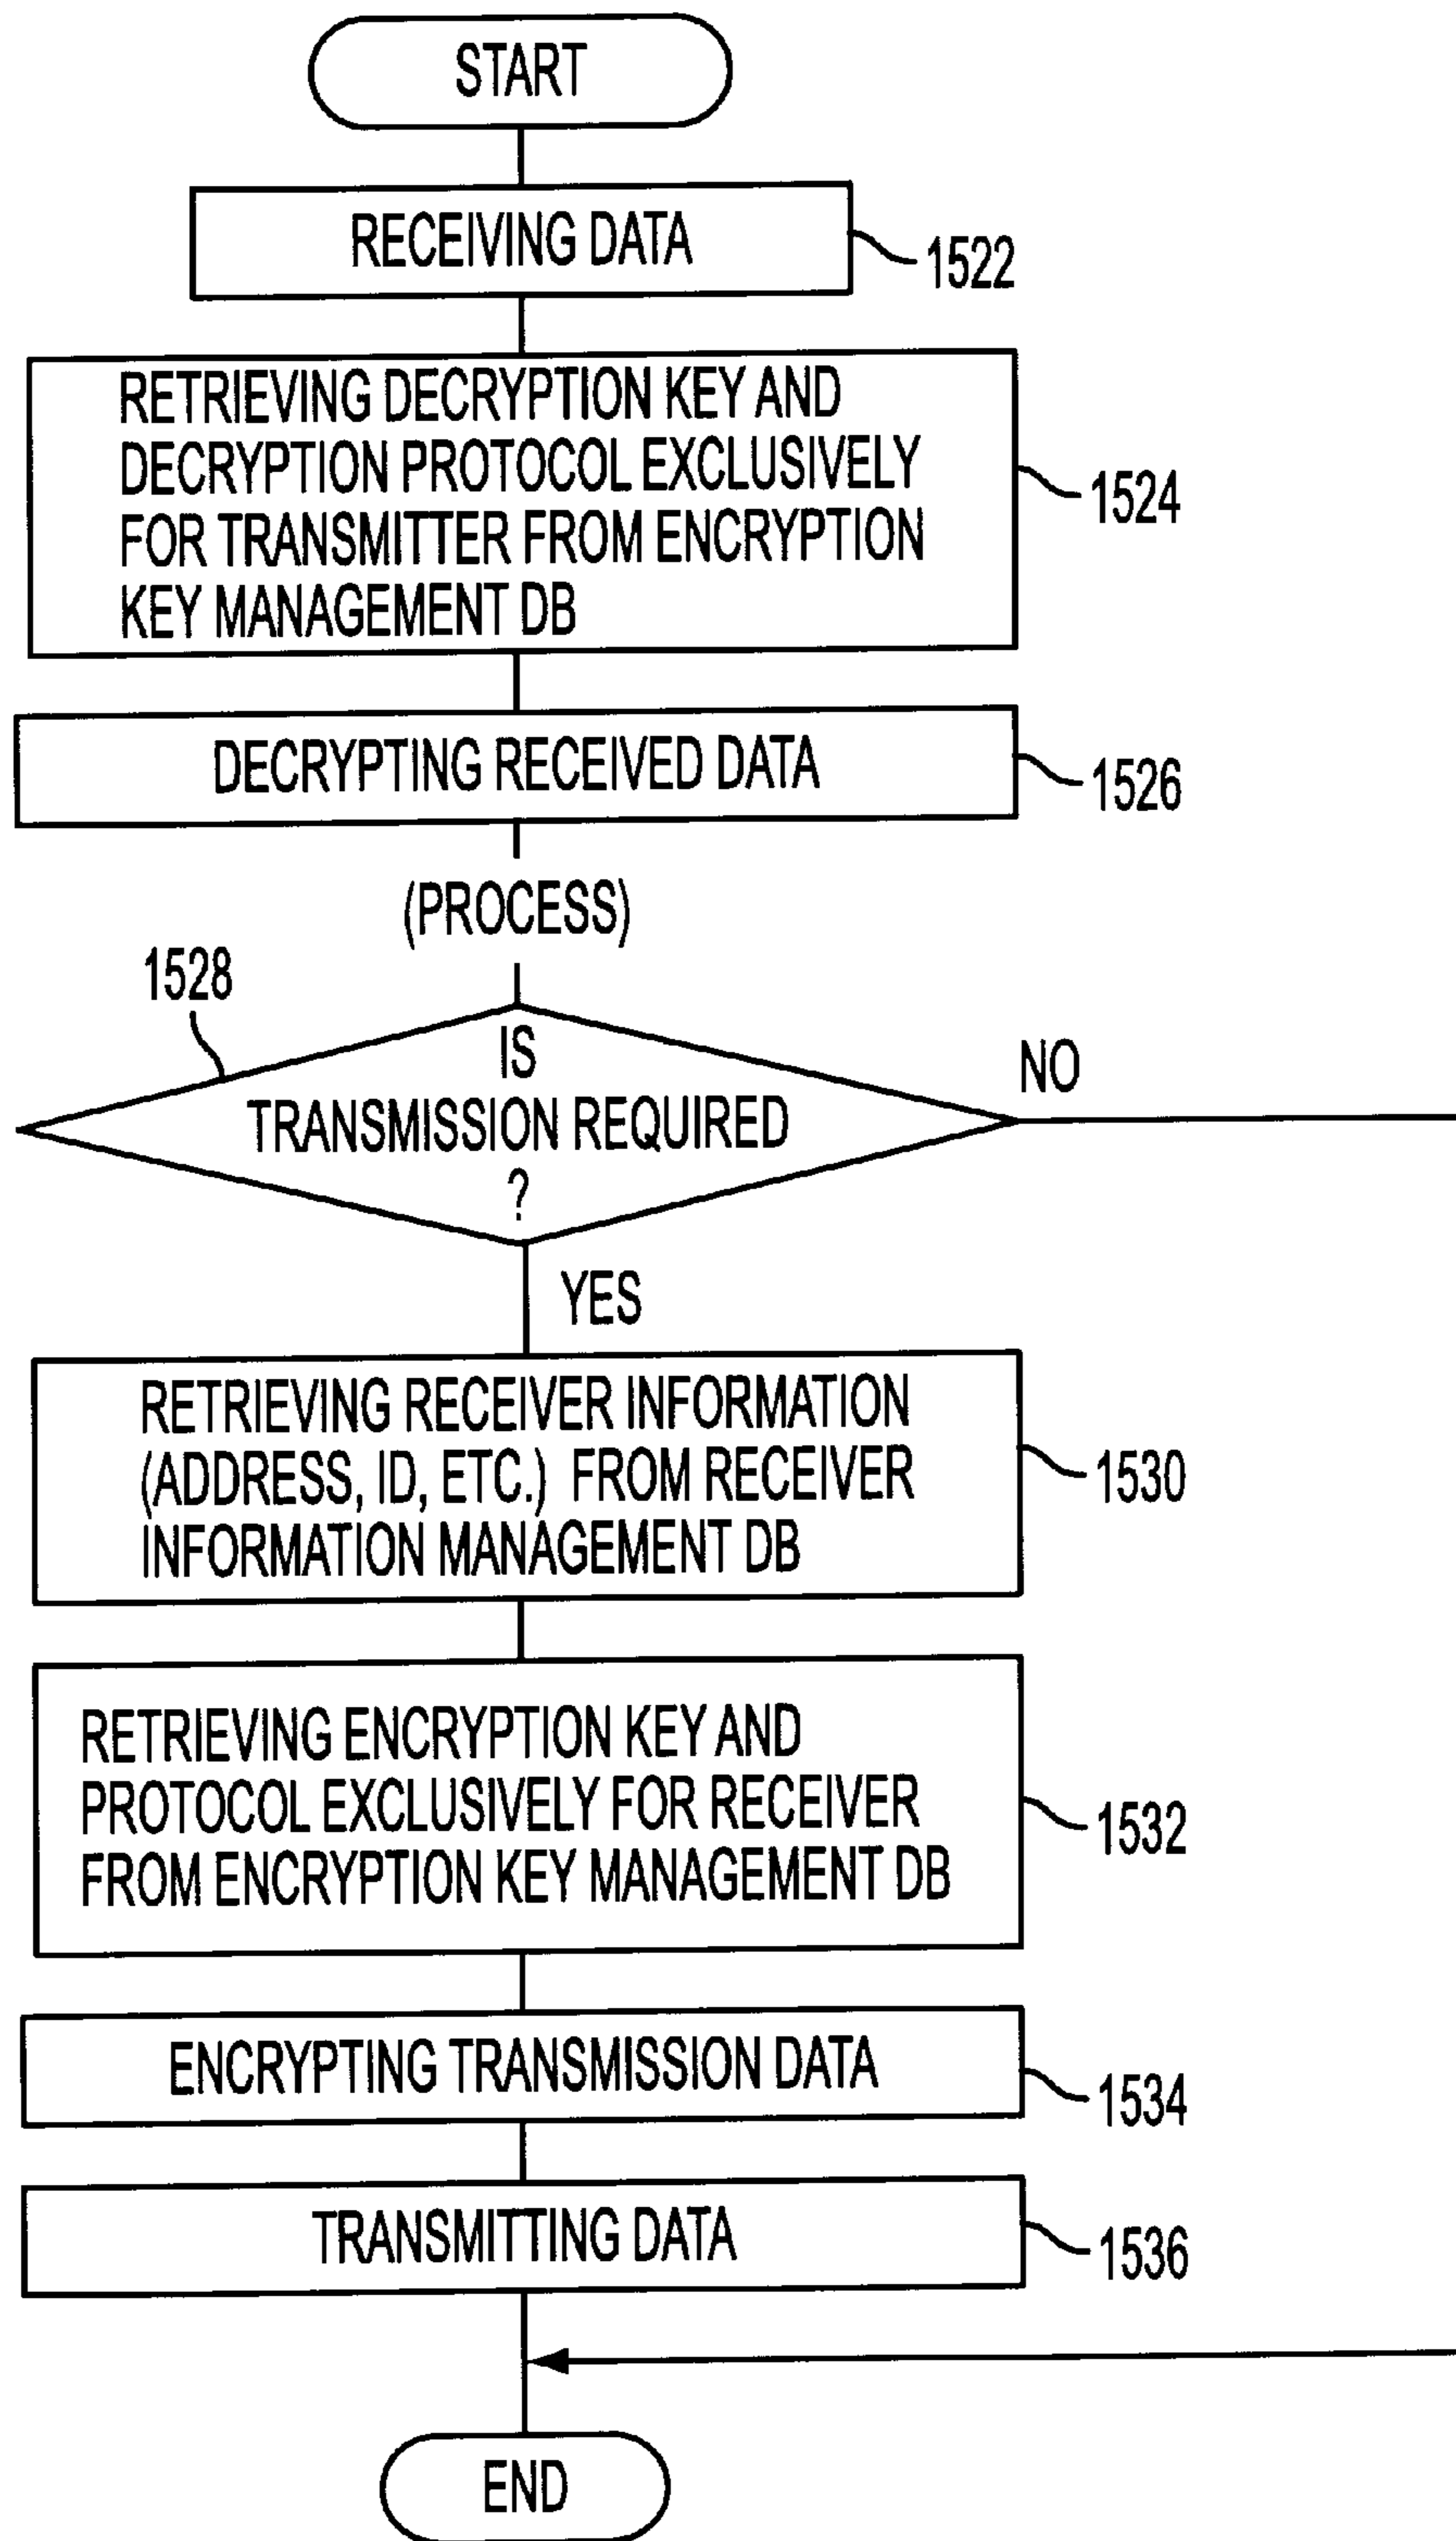 START
RECEIVING DATA
1522
RETRIEVING DECRYPTION KEY AND
DECRYPTION PROTOCOL EXCLUSIVELY
FOR TRANSMITTER FROM ENCRYPTION
KEY MANAGEMENT DB
1524
DECRYPTING RECEIVED DATA
1526
(PROCESS)
1528
IS
TRANSMISSION REQUIRED
?
NO
YES
RETRIEVING RECEIVER INFORMATION
(ADDRESS, ID, ETC.) FROM RECEIVER
INFORMATION MANAGEMENT DB
1530
RETRIEVING ENCRYPTION KEY AND
PROTOCOL EXCLUSIVELY FOR RECEIVER
FROM ENCRYPTION KEY MANAGEMENT DB
1532
ENCRYPTING TRANSMISSION DATA
1534
TRANSMITTING DATA
1536
END